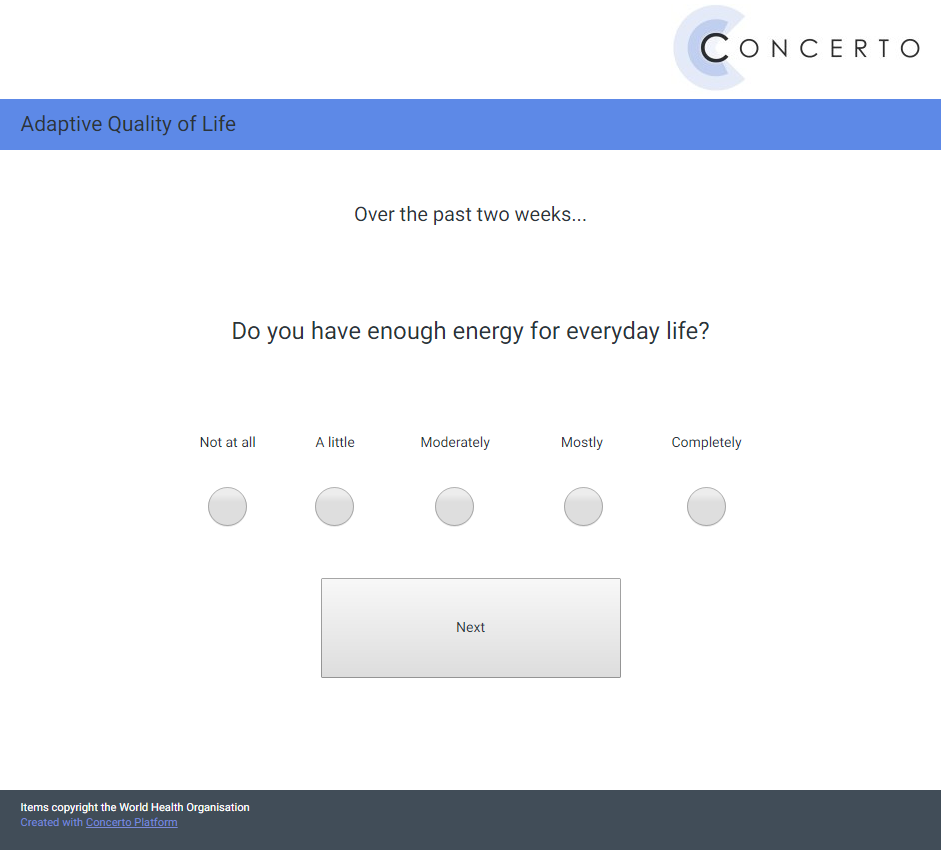 CONCERTO
Adaptive Quality of Life
Over the past two weeks...
Do you have enough energy for everyday life?
Not at all A little Moderately Mostly Completely
Next
Items copyright the World Health Organisation
Created with Concerto Platform